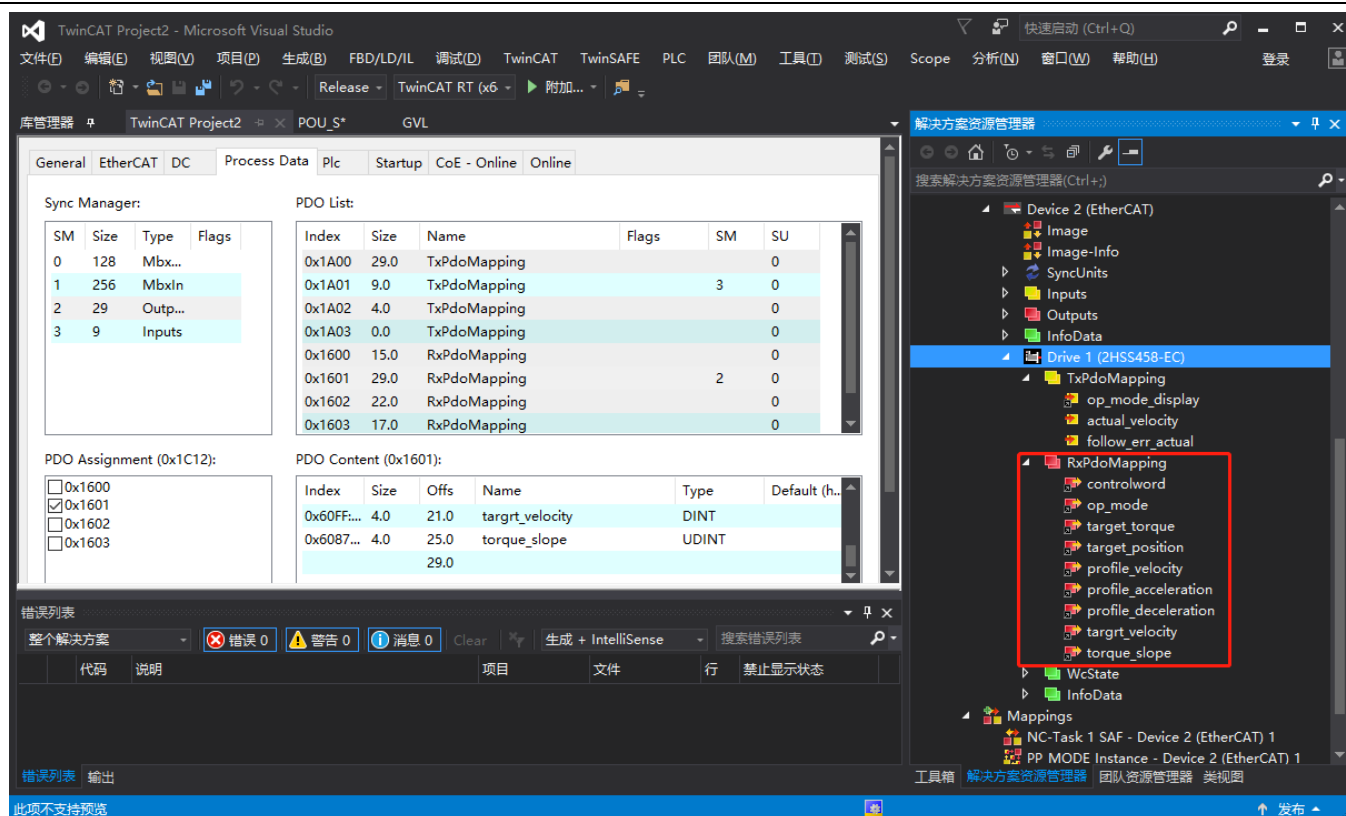 TwinCAT Project2 - Microsoft Visual Studio
快速启动 (Ctrl+Q)
文件(F) 编辑(E) 视图(V) 项目(P) 生成(B) FBD/LD/IL 调试(D) TwinCAT TwinSAFE PLC 团队(M) 工具(T) 测试(S) Scope 分析(N) 窗口(W) 帮助(H) 登录
Release TwinCAT RT (x6 附加...
库管理器 TwinCAT Project2 POU_S* GVL
General EtherCAT DC Process Data Plc Startup CoE - Online Online
Sync Manager:
SM Size Type Flags
0 128 Mbx...
1 256 MbxIn
2 29 Outp...
3 9 Inputs
PDO List:
Index Size Name Flags SM SU
0x1A00 29.0 TxPdoMapping 0
0x1A01 9.0 TxPdoMapping 3 0
0x1A02 4.0 TxPdoMapping 0
0x1A03 0.0 TxPdoMapping 0
0x1600 15.0 RxPdoMapping 0
0x1601 29.0 RxPdoMapping 2 0
0x1602 22.0 RxPdoMapping 0
0x1603 17.0 RxPdoMapping 0
PDO Assignment (0x1C12):
0x1600
0x1601
0x1602
0x1603
PDO Content (0x1601):
Index Size Offs Name Type Default (h...
0x60FF:... 4.0 21.0 targrt_velocity DINT
0x6087... 4.0 25.0 torque_slope UDINT
29.0
错误列表
整个解决方案 错误 0 警告 0 消息 0 Clear 生成 + IntelliSense 搜索错误列表
代码 说明 项目 文件 行 禁止显示状态
错误列表 输出
解决方案资源管理器
搜索解决方案资源管理器(Ctrl+;)
Device 2 (EtherCAT)
Image
Image-Info
SyncUnits
Inputs
Outputs
InfoData
Drive 1 (2HSS458-EC)
TxPdoMapping
op_mode_display
actual_velocity
follow_err_actual
RxPdoMapping
controlword
op_mode
target_torque
target_position
profile_velocity
profile_acceleration
profile_deceleration
targrt_velocity
torque_slope
WcState
InfoData
Mappings
NC-Task 1 SAF - Device 2 (EtherCAT) 1
PP MODE Instance - Device 2 (EtherCAT) 1
工具箱 解决方案资源管理器 团队资源管理器 类视图
此项不支持预览
发布